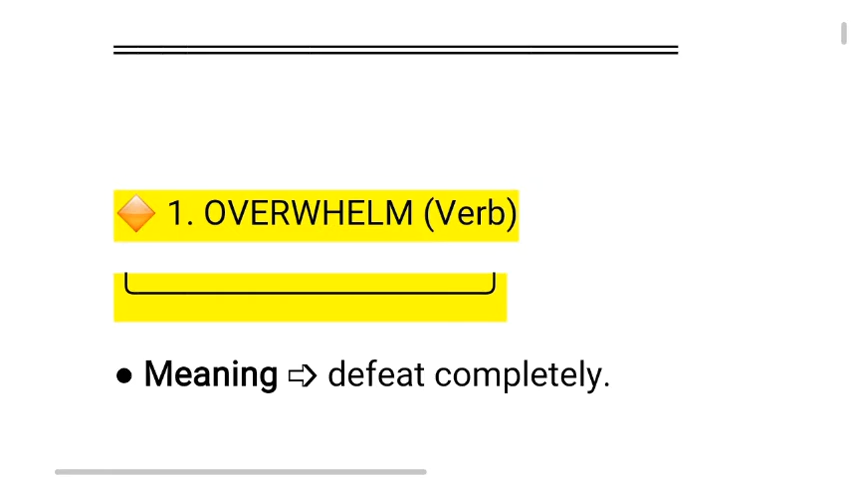 🔶 1. OVERWHELM (Verb)
● Meaning ➩ defeat completely.